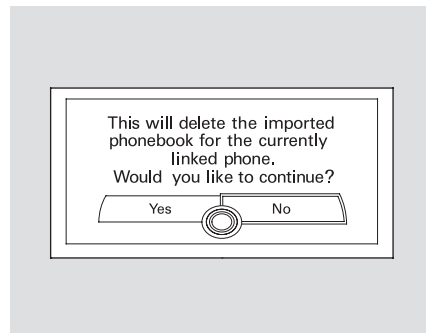 This will delete the imported
phonebook for the currently
linked phone.
Would you like to continue?
Yes No